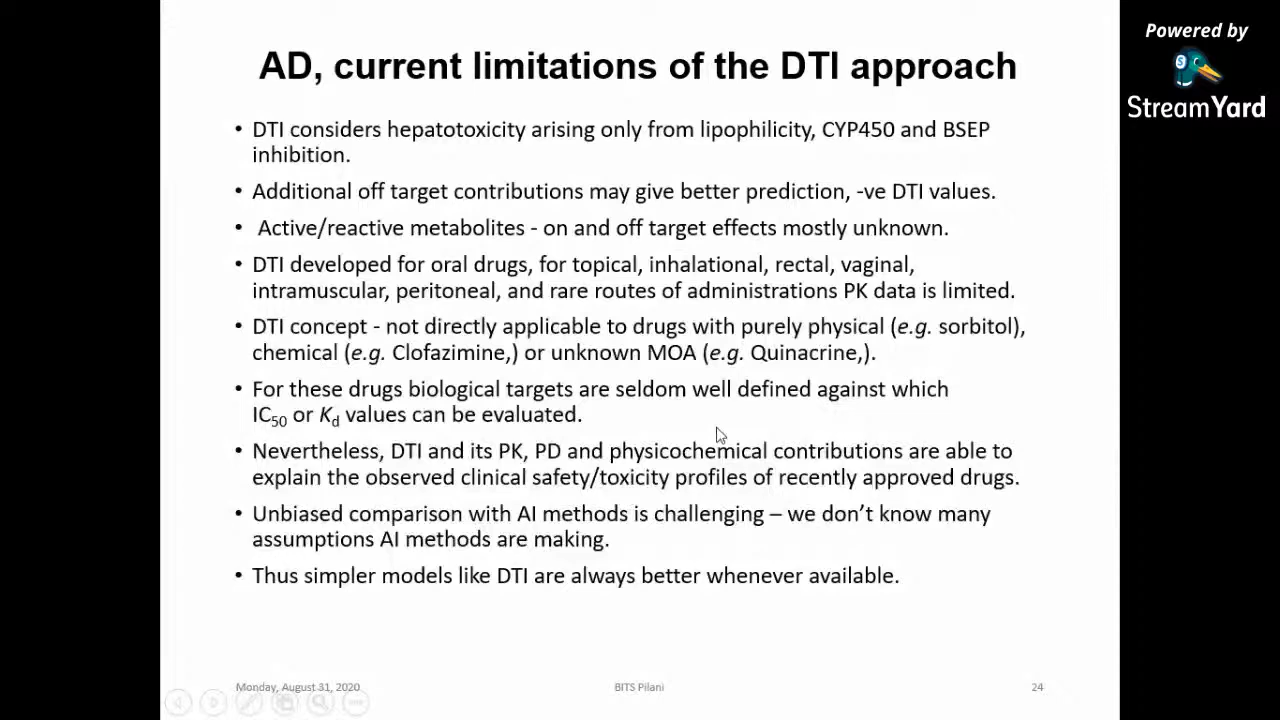 AD, current limitations of the DTI approach
• DTI considers hepatotoxicity arising only from lipophilicity, CYP450 and BSEP
inhibition.
• Additional off target contributions may give better prediction, -ve DTI values.
• Active/reactive metabolites - on and off target effects mostly unknown.
• DTI developed for oral drugs, for topical, inhalational, rectal, vaginal,
intramuscular, peritoneal, and rare routes of administrations PK data is limited.
• DTI concept - not directly applicable to drugs with purely physical (e.g. sorbitol),
chemical (e.g. Clofazimine,) or unknown MOA (e.g. Quinacrine,).
• For these drugs biological targets are seldom well defined against which
IC50 or Kd values can be evaluated.
• Nevertheless, DTI and its PK, PD and physicochemical contributions are able to
explain the observed clinical safety/toxicity profiles of recently approved drugs.
• Unbiased comparison with AI methods is challenging – we don’t know many
assumptions AI methods are making.
• Thus simpler models like DTI are always better whenever available.
Monday, August 31, 2020
BITS Pilani
24
Powered by
S
StreamYard